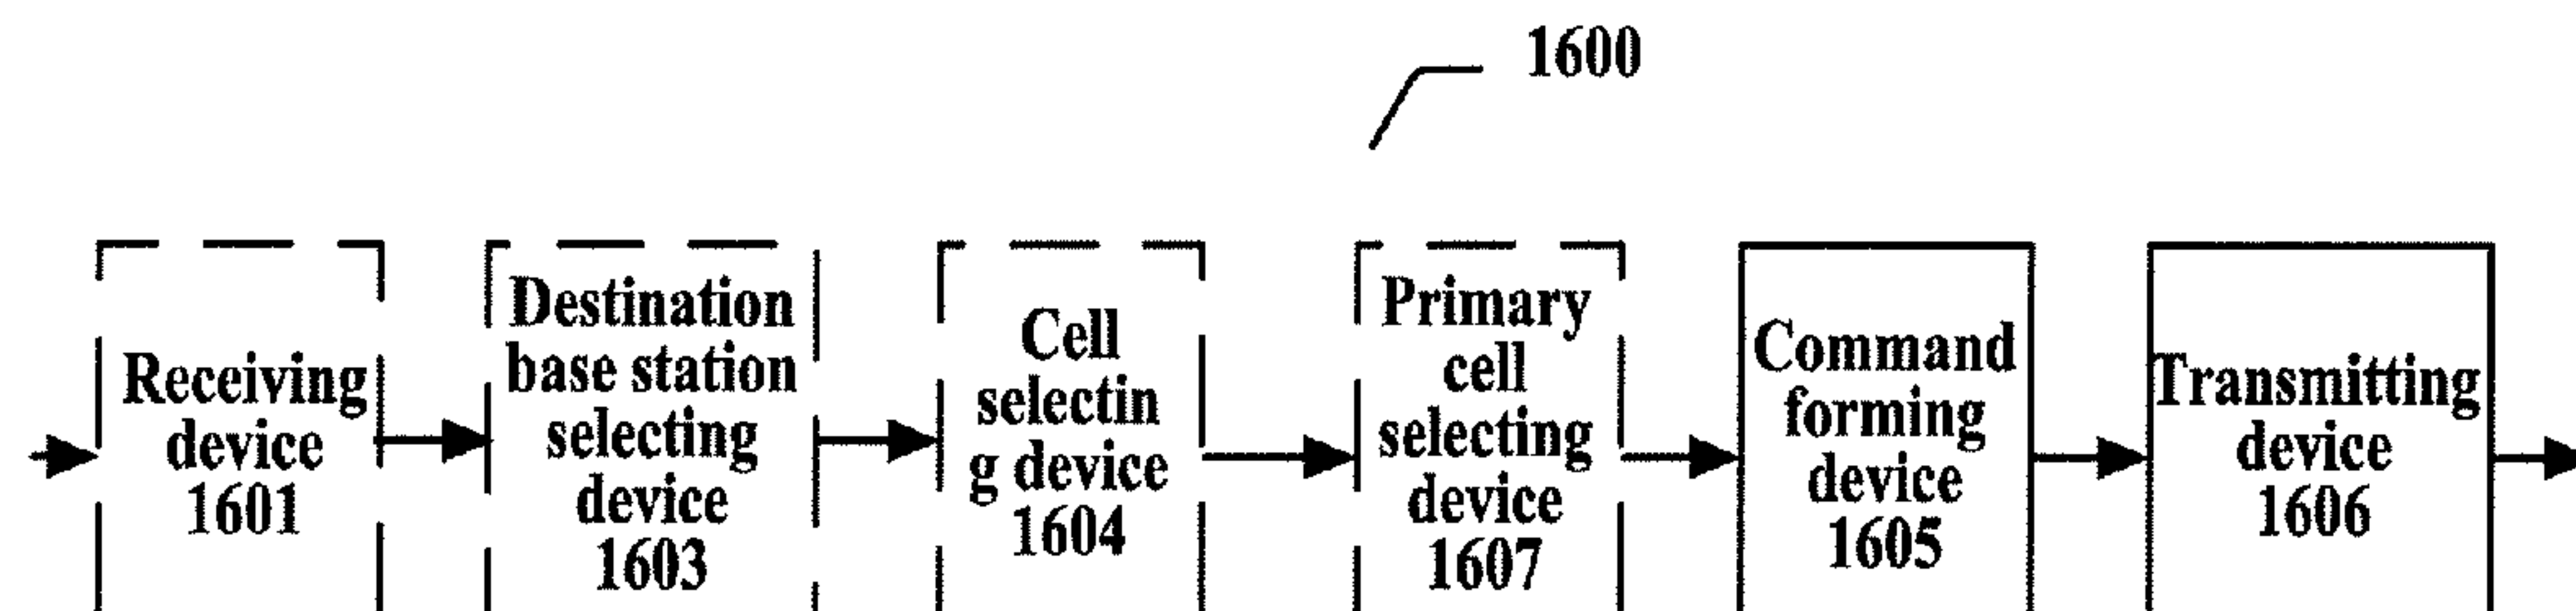 1600
Receiving
device
1601
Destination
base station
selecting
device
1603
Cell
selectin
g device
1604
Primary
cell
selecting
device
1607
Command
forming
device
1605
Transmitting
device
1606